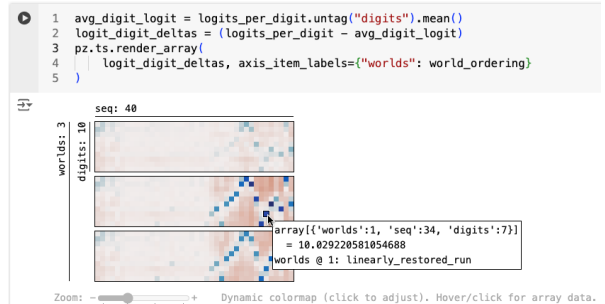 1 avg_digit_logit = logits_per_digit.untag("digits").mean()
2 logit_digit_deltas = (logits_per_digit - avg_digit_logit)
3 pz.ts.render_array(
4     logit_digit_deltas, axis_item_labels={"worlds": world_ordering}
5 )
seq: 40
worlds: 3
digits: 10
array[{'worlds':1, 'seq':34, 'digits':7}]
  = 10.029220581054688
worlds @ 1: linearly_restored_run
Zoom: - + Dynamic colormap (click to adjust). Hover/click for array data.